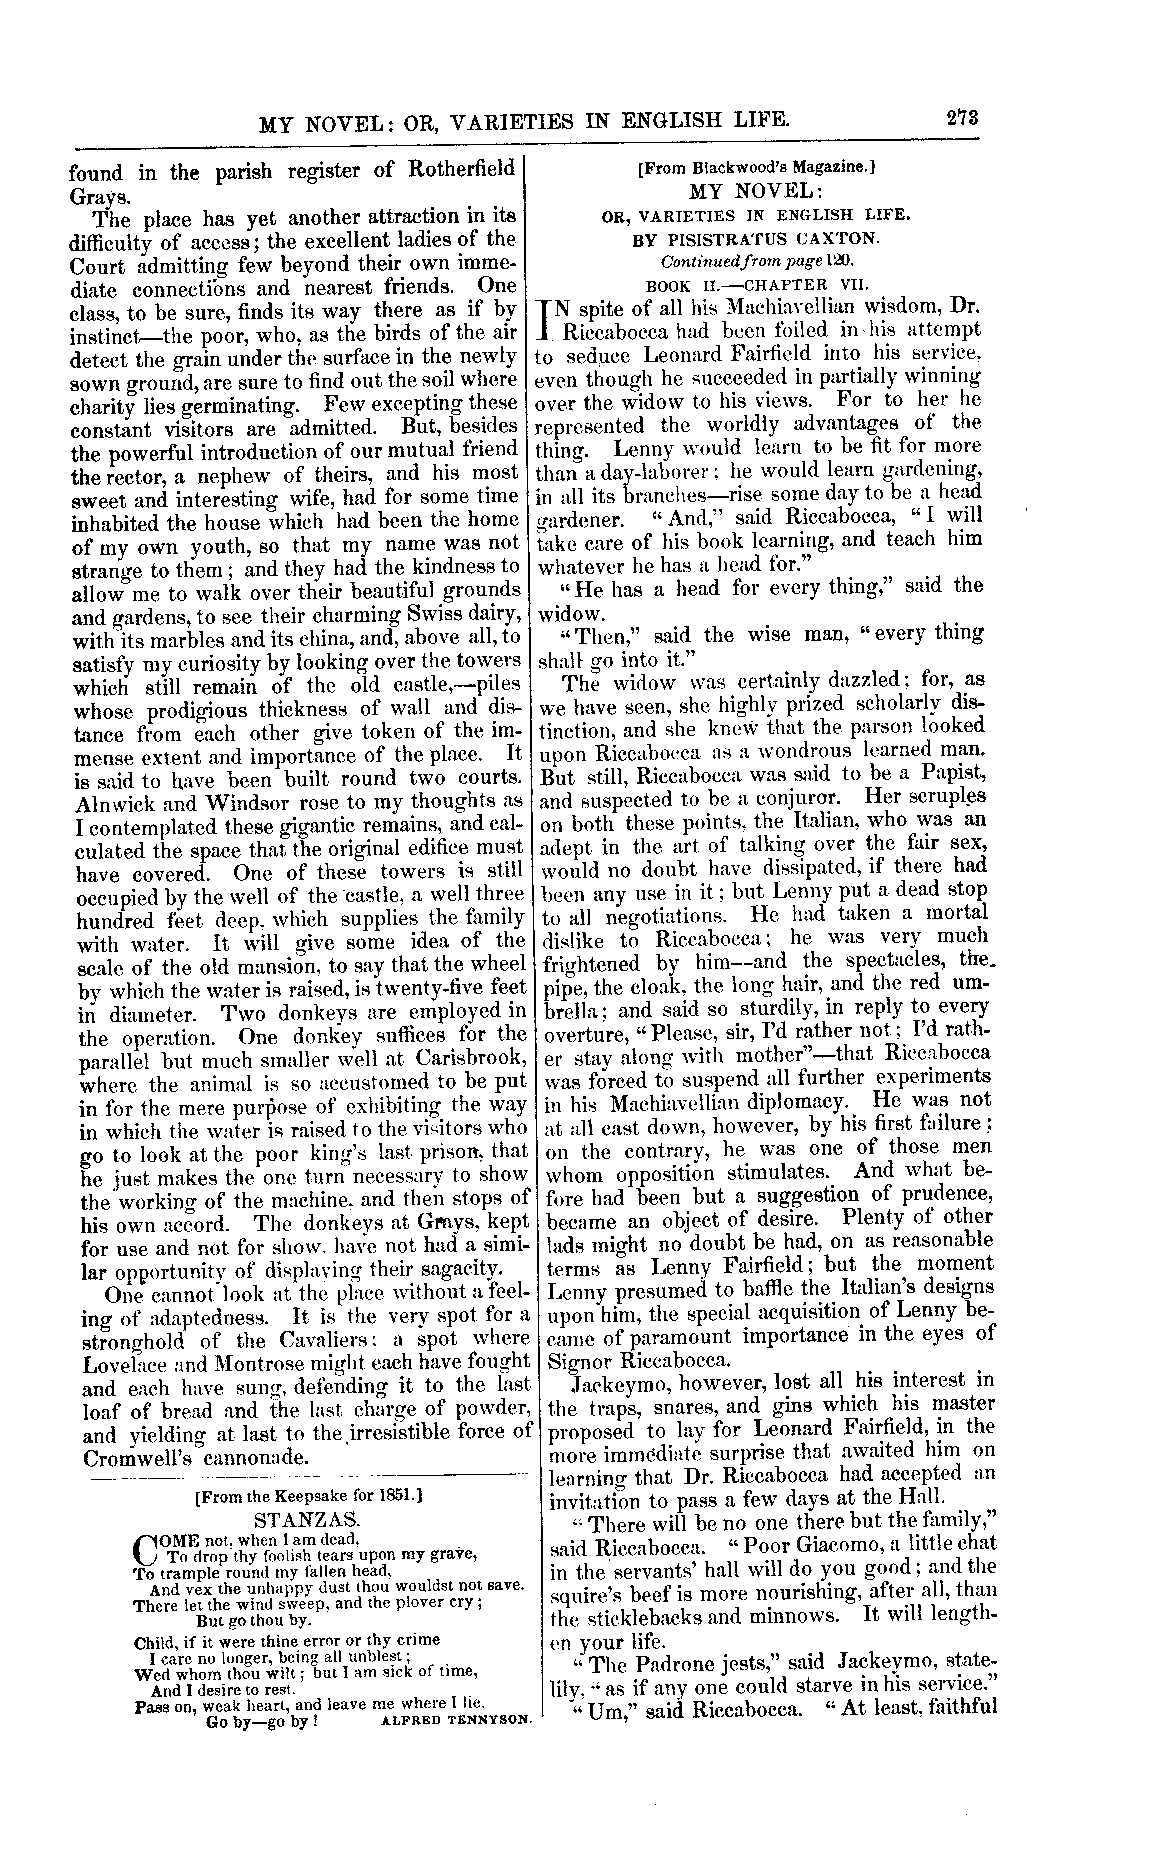 MY NOVEL: OR, VARIETIES IN ENGLISH LIFE. 273
found in the parish register of Rotherfield
Grays.
The place has yet another attraction in its
difficulty of access; the excellent ladies of the
Court admitting few beyond their own imme-
diate connections and nearest friends. One
class, to be sure, finds its way there as if by
instinct—the poor, who, as the birds of the air
detect the grain under the surface in the newly
sown ground, are sure to find out the soil where
charity lies germinating. Few excepting these
constant visitors are admitted. But, besides
the powerful introduction of our mutual friend
the rector, a nephew of theirs, and his most
sweet and interesting wife, had for some time
inhabited the house which had been the home
of my own youth, so that my name was not
strange to them; and they had the kindness to
allow me to walk over their beautiful grounds
and gardens, to see their charming Swiss dairy,
with its marbles and its china, and, above all, to
satisfy my curiosity by looking over the towers
which still remain of the old castle,—piles
whose prodigious thickness of wall and dis-
tance from each other give token of the im-
mense extent and importance of the place. It
is said to have been built round two courts.
Alnwick and Windsor rose to my thoughts as
I contemplated these gigantic remains, and cal-
culated the space that the original edifice must
have covered. One of these towers is still
occupied by the well of the castle, a well three
hundred feet deep, which supplies the family
with water. It will give some idea of the
scale of the old mansion, to say that the wheel
by which the water is raised, is twenty-five feet
in diameter. Two donkeys are employed in
the operation. One donkey suffices for the
parallel but much smaller well at Carisbrook,
where the animal is so accustomed to be put
in for the mere purpose of exhibiting the way
in which the water is raised to the visitors who
go to look at the poor king's last prison, that
he just makes the one turn necessary to show
the working of the machine, and then stops of
his own accord. The donkeys at Grays, kept
for use and not for show, have not had a simi-
lar opportunity of displaying their sagacity.
One cannot look at the place without a feel-
ing of adaptedness. It is the very spot for a
stronghold of the Cavaliers: a spot where
Lovelace and Montrose might each have fought
and each have sung, defending it to the last
loaf of bread and the last charge of powder,
and yielding at last to the irresistible force of
Cromwell's cannonade.
[From the Keepsake for 1851.]
STANZAS.
COME not, when I am dead,
To drop thy foolish tears upon my grave,
To trample round my fallen head,
And vex the unhappy dust thou wouldst not save.
There let the wind sweep, and the plover cry;
But go thou by.
Child, if it were thine error or thy crime
I care no longer, being all unblest;
Wed whom thou wilt; but I am sick of time,
And I desire to rest.
Pass on, weak heart, and leave me where I lie.
Go by—go by! ALFRED TENNYSON.
[From Blackwood's Magazine.]
MY NOVEL:
OR, VARIETIES IN ENGLISH LIFE.
BY PISISTRATUS CAXTON.
Continued from page 120.
BOOK II.—CHAPTER VII.
IN spite of all his Machiavellian wisdom, Dr.
Riccabocca had been foiled in his attempt
to seduce Leonard Fairfield into his service,
even though he succeeded in partially winning
over the widow to his views. For to her he
represented the worldly advantages of the
thing. Lenny would learn to be fit for more
than a day-laborer; he would learn gardening,
in all its branches—rise some day to be a head
gardener. "And," said Riccabocca, "I will
take care of his book learning, and teach him
whatever he has a head for."
"He has a head for every thing," said the
widow.
"Then," said the wise man, "every thing
shall go into it."
The widow was certainly dazzled; for, as
we have seen, she highly prized scholarly dis-
tinction, and she knew that the parson looked
upon Riccabocca as a wondrous learned man.
But still, Riccabocca was said to be a Papist,
and suspected to be a conjuror. Her scruples
on both these points, the Italian, who was an
adept in the art of talking over the fair sex,
would no doubt have dissipated, if there had
been any use in it; but Lenny put a dead stop
to all negotiations. He had taken a mortal
dislike to Riccabocca; he was very much
frightened by him--and the spectacles, the
pipe, the cloak, the long hair, and the red um-
brella; and said so sturdily, in reply to every
overture, "Please, sir, I'd rather not; I'd rath-
er stay along with mother"—that Riccabocca
was forced to suspend all further experiments
in his Machiavellian diplomacy. He was not
at all cast down, however, by his first failure;
on the contrary, he was one of those men
whom opposition stimulates. And what be-
fore had been but a suggestion of prudence,
became an object of desire. Plenty of other
lads might no doubt be had, on as reasonable
terms as Lenny Fairfield; but the moment
Lenny presumed to baffle the Italian's designs
upon him, the special acquisition of Lenny be-
came of paramount importance in the eyes of
Signor Riccabocca.
Jackeymo, however, lost all his interest in
the traps, snares, and gins which his master
proposed to lay for Leonard Fairfield, in the
more immediate surprise that awaited him on
learning that Dr. Riccabocca had accepted an
invitation to pass a few days at the Hall.
"There will be no one there but the family,"
said Riccabocca. "Poor Giacomo, a little chat
in the servants' hall will do you good; and the
squire's beef is more nourishing, after all, than
the sticklebacks and minnows. It will length-
en your life.
"The Padrone jests," said Jackeymo, state-
lily, "as if any one could starve in his service."
"Um," said Riccabocca. "At least, faithful